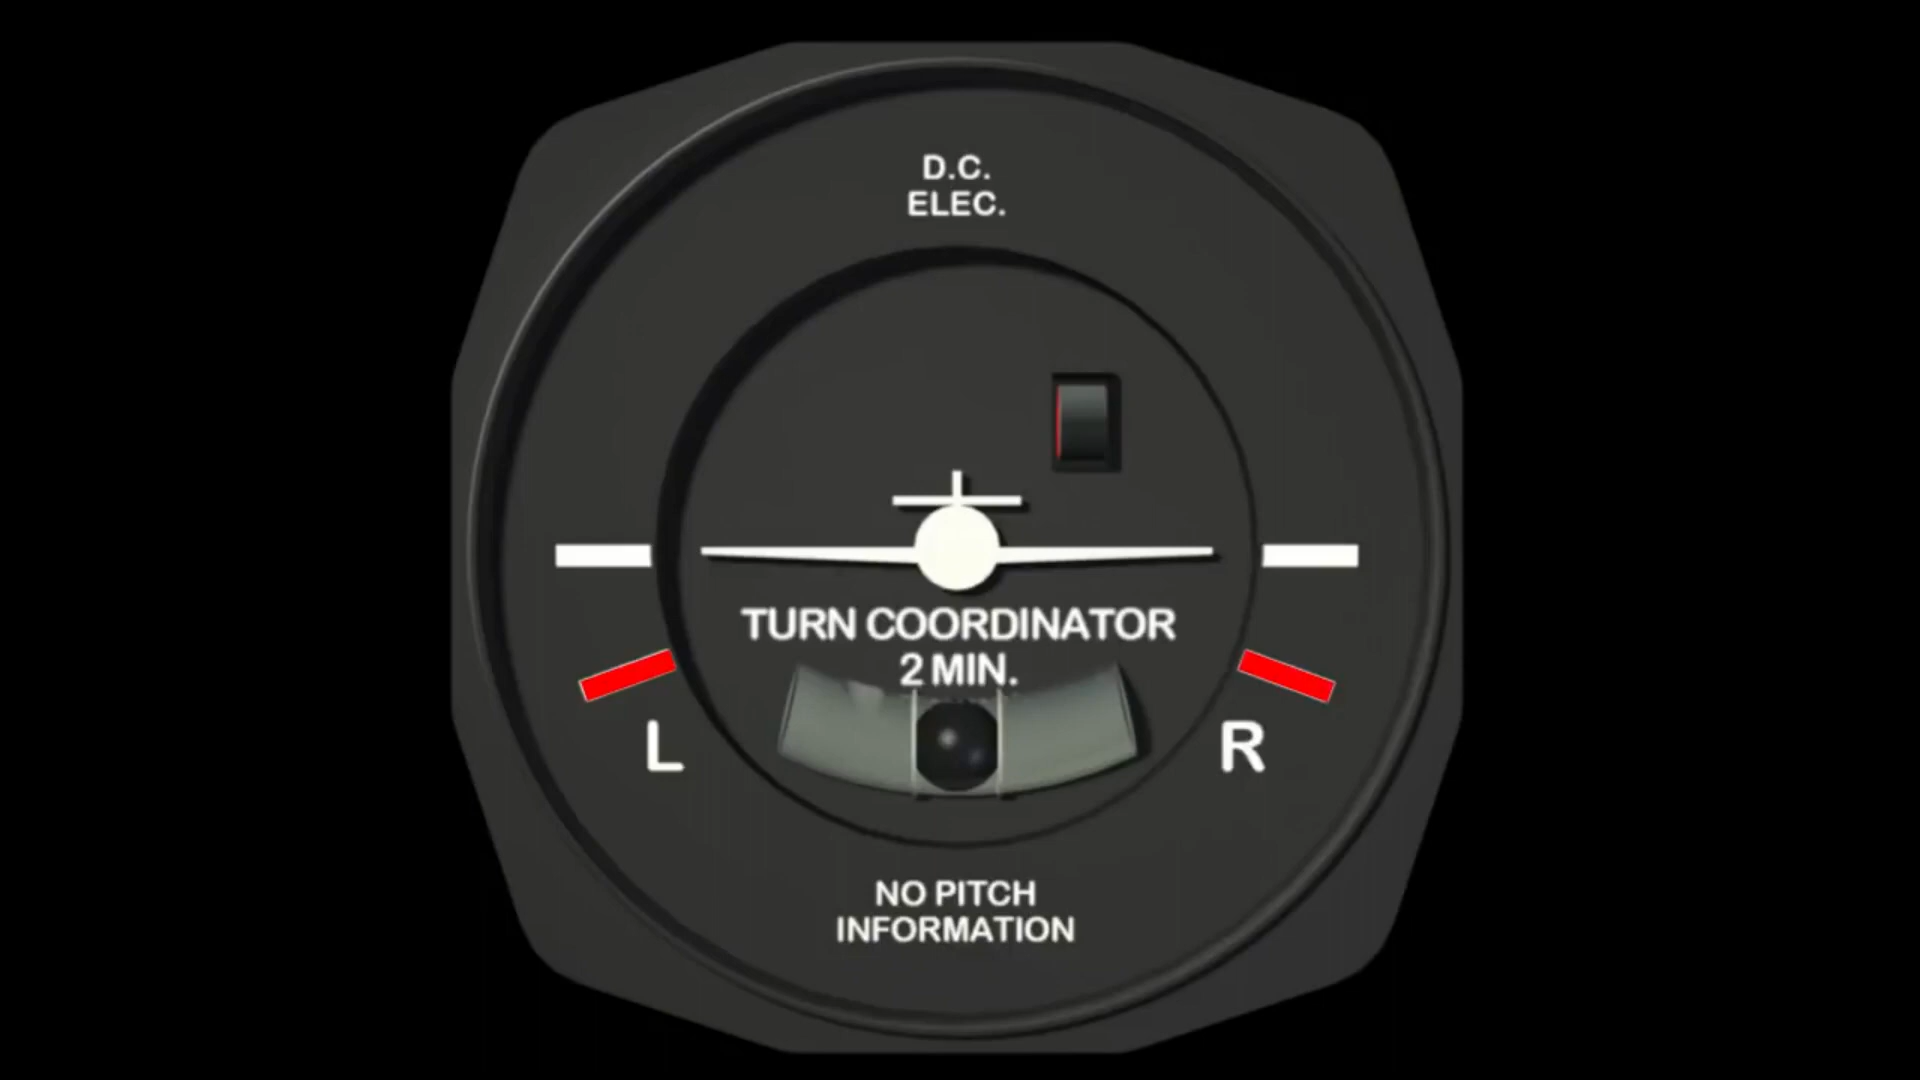 D.C.
ELEC.
TURN COORDINATOR
2 MIN.
L
R
NO PITCH
INFORMATION